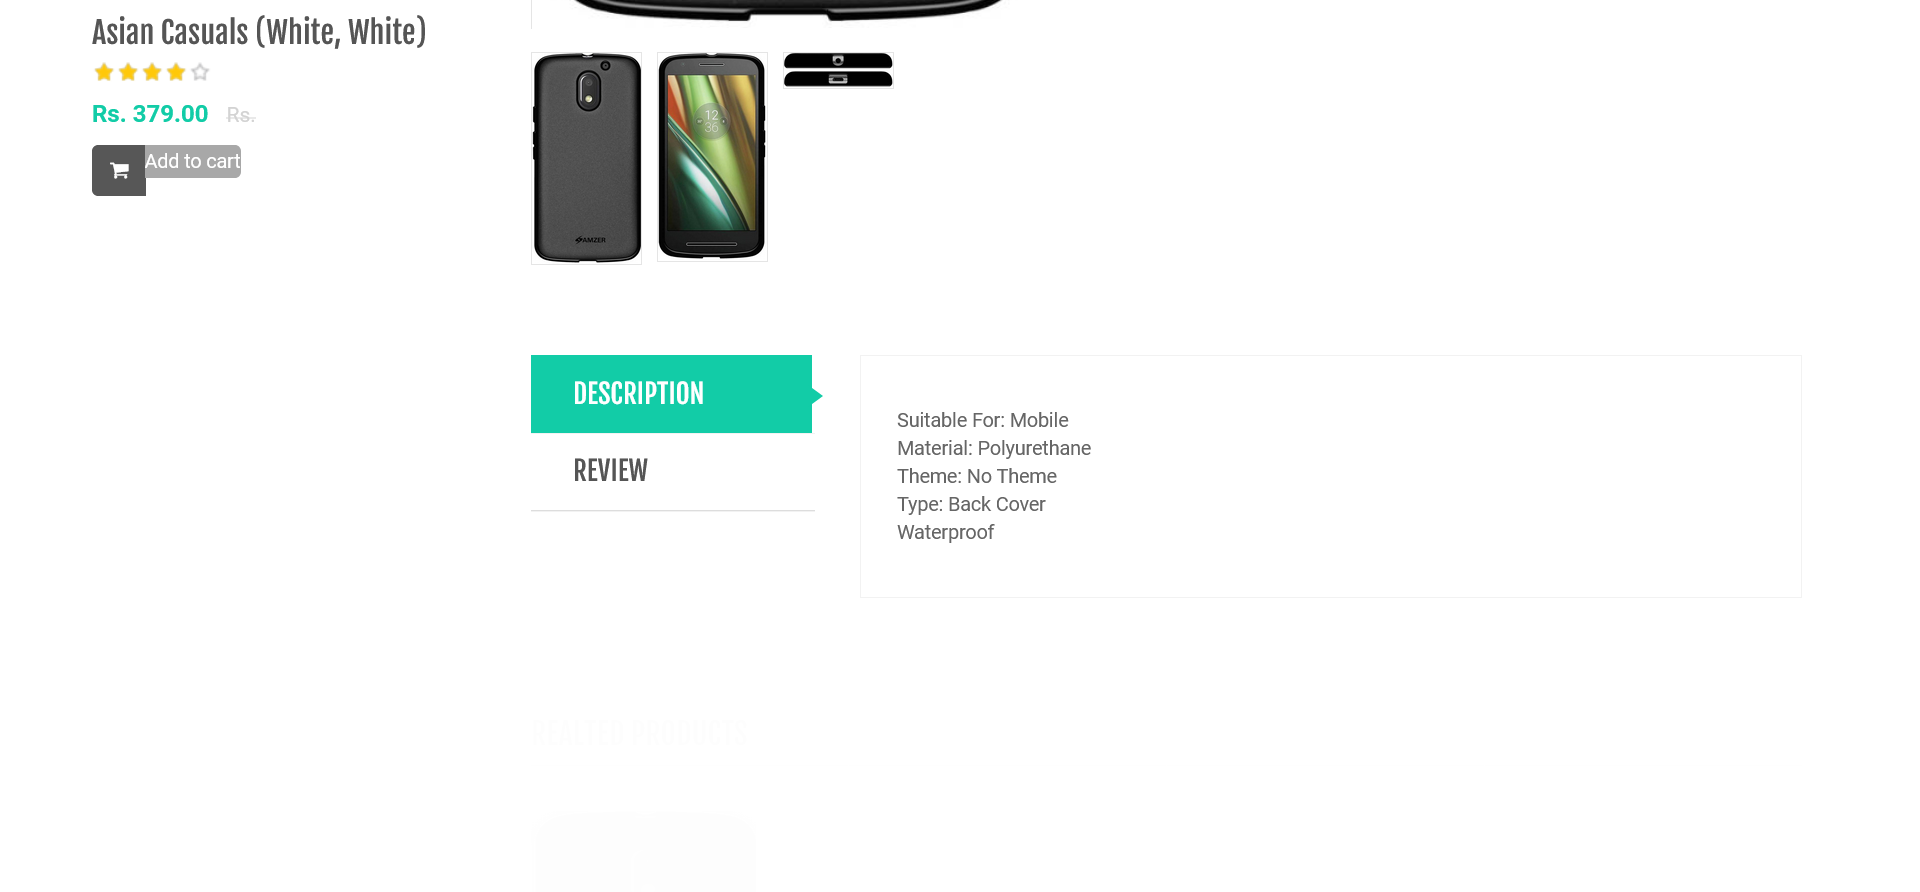 Asian Casuals (White, White)
Rs. 379.00 Rs.
Add to cart
AMZER
12
36
DESCRIPTION
REVIEW
Suitable For: Mobile
Material: Polyurethane
Theme: No Theme
Type: Back Cover
Waterproof
REALTED PRODUCTS